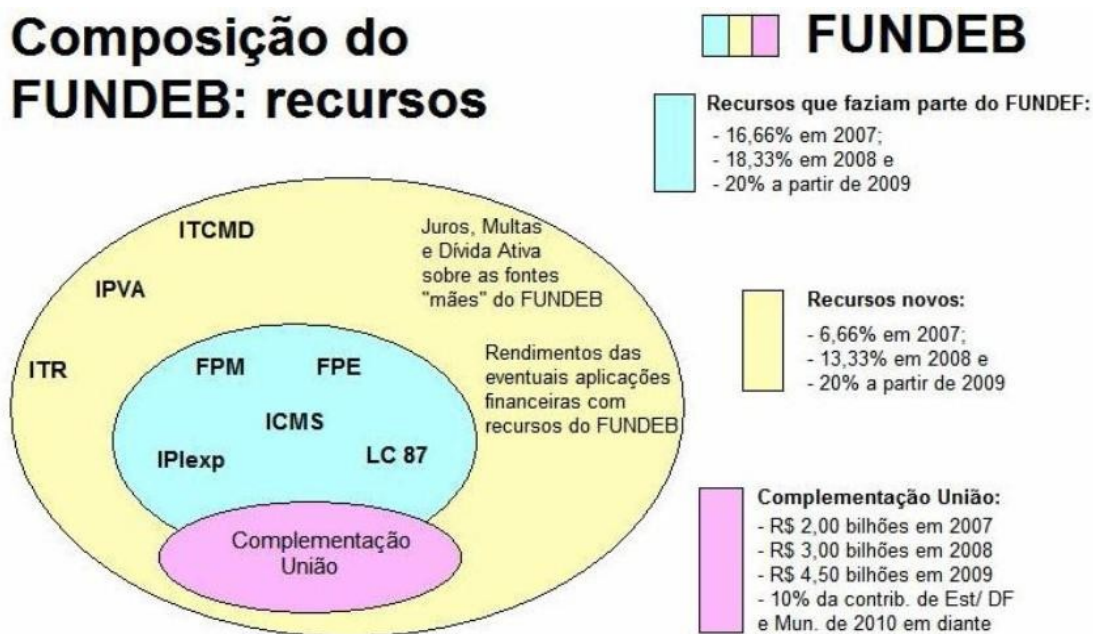 Composição do
FUNDEB: recursos
FUNDEB
Recursos que faziam parte do FUNDEF:
- 16,66% em 2007;
- 18,33% em 2008 e
- 20% a partir de 2009
ITCMD
IPVA
ITR
Juros, Multas
e Dívida Ativa
sobre as fontes
"mães" do FUNDEB
Rendimentos das
eventuais aplicações
financeiras com
recursos do FUNDEB
FPM
FPE
ICMS
IPIexp
LC 87
Complementação
União
Recursos novos:
- 6,66% em 2007;
- 13,33% em 2008 e
- 20% a partir de 2009
Complementação União:
- R$ 2,00 bilhões em 2007
- R$ 3,00 bilhões em 2008
- R$ 4,50 bilhões em 2009
- 10% da contrib. de Est/ DF
e Mun. de 2010 em diante